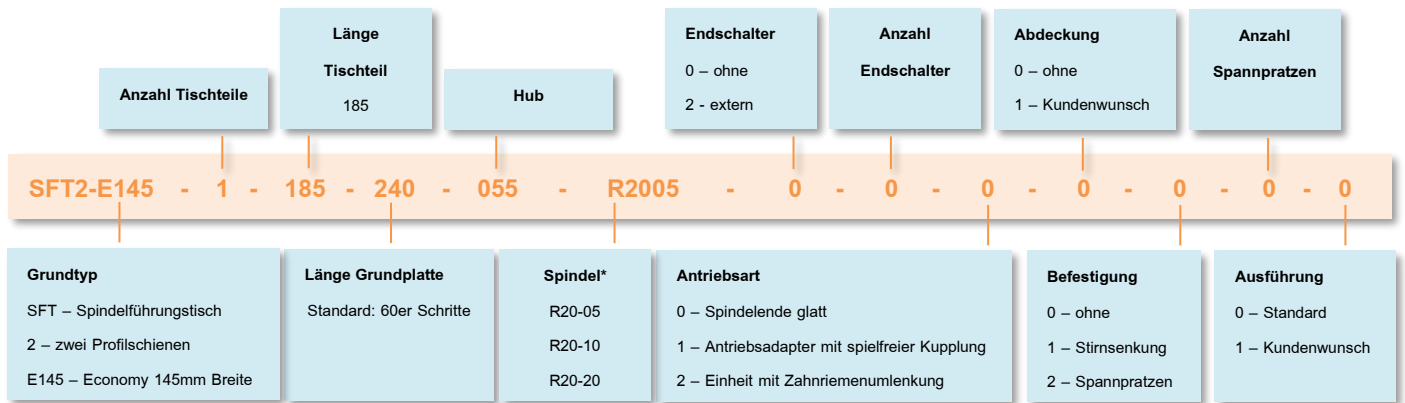 Anzahl Tischteile
Länge
Tischteil
185
Hub
Endschalter
0 – ohne
2 - extern
Anzahl
Endschalter
Abdeckung
0 – ohne
1 – Kundenwunsch
Anzahl
Spannpratzen
SFT2-E145 - 1 - 185 - 240 - 055 - R2005 - 0 - 0 - 0 - 0 - 0 - 0 - 0
Grundtyp
SFT – Spindelführungstisch
2 – zwei Profilschienen
E145 – Economy 145mm Breite
Länge Grundplatte
Standard: 60er Schritte
Spindel*
R20-05
R20-10
R20-20
Antriebsart
0 – Spindelende glatt
1 – Antriebsadapter mit spielfreier Kupplung
2 – Einheit mit Zahnriemenumlenkung
Befestigung
0 – ohne
1 – Stirnsenkung
2 – Spannpratzen
Ausführung
0 – Standard
1 – Kundenwunsch